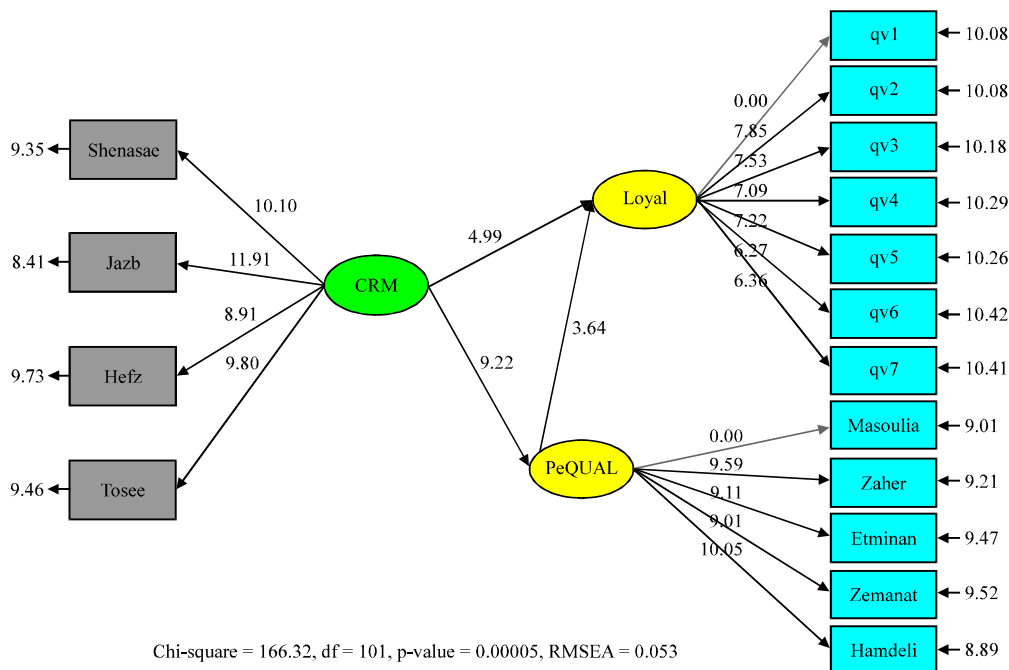 qv1
10.08
qv2
10.08
0.00
7.85
9.35
Shenasae
qv3
10.18
7.53
7.09
Loyal
qv4
10.29
10.10
7.22
4.99
6.27
qv5
10.26
8.41
Jazb
11.91
CRM
6.36
8.91
qv6
10.42
3.64
9.80
9.22
9.73
Hefz
qv7
10.41
Masoulia
9.01
0.00
PeQUAL
9.59
Zaher
9.21
9.46
Tosee
9.11
9.01
Etminan
9.47
10.05
Zemanat
9.52
Hamdeli
8.89
Chi-square = 166.32, df = 101, p-value = 0.00005, RMSEA = 0.053